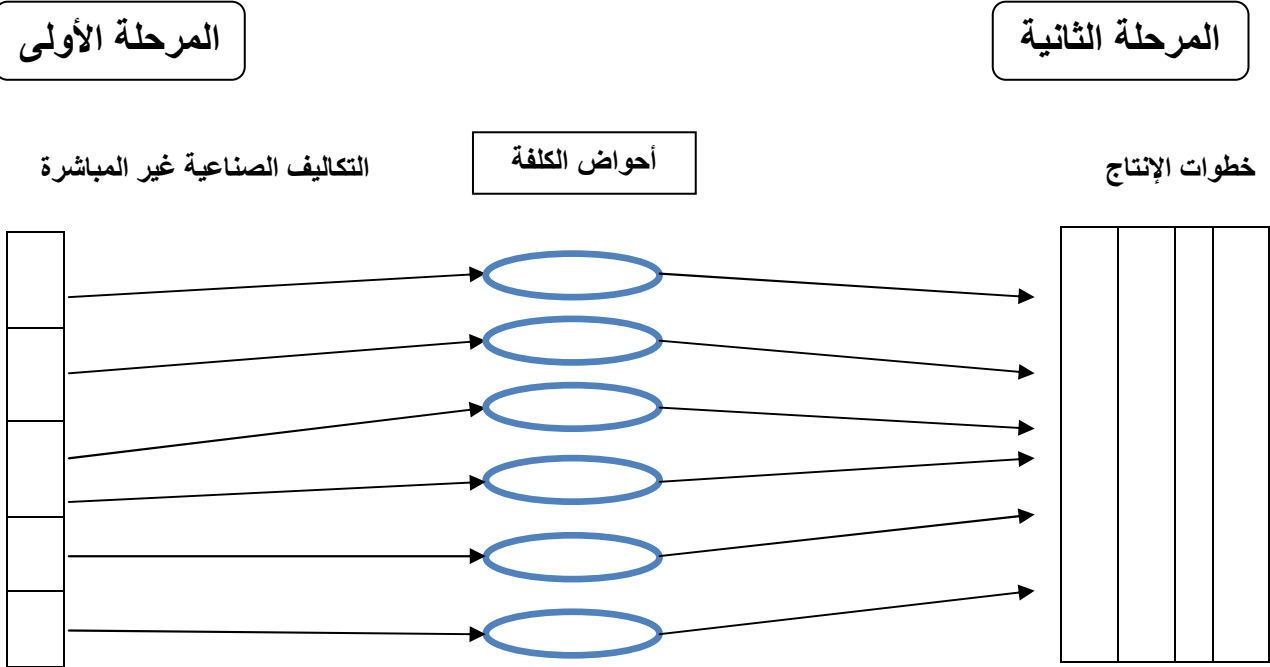 المرحلة الثانية
المرحلة الأولى
خطوات الإنتاج
أحواض الكلفة
التكاليف الصناعية غير المباشرة